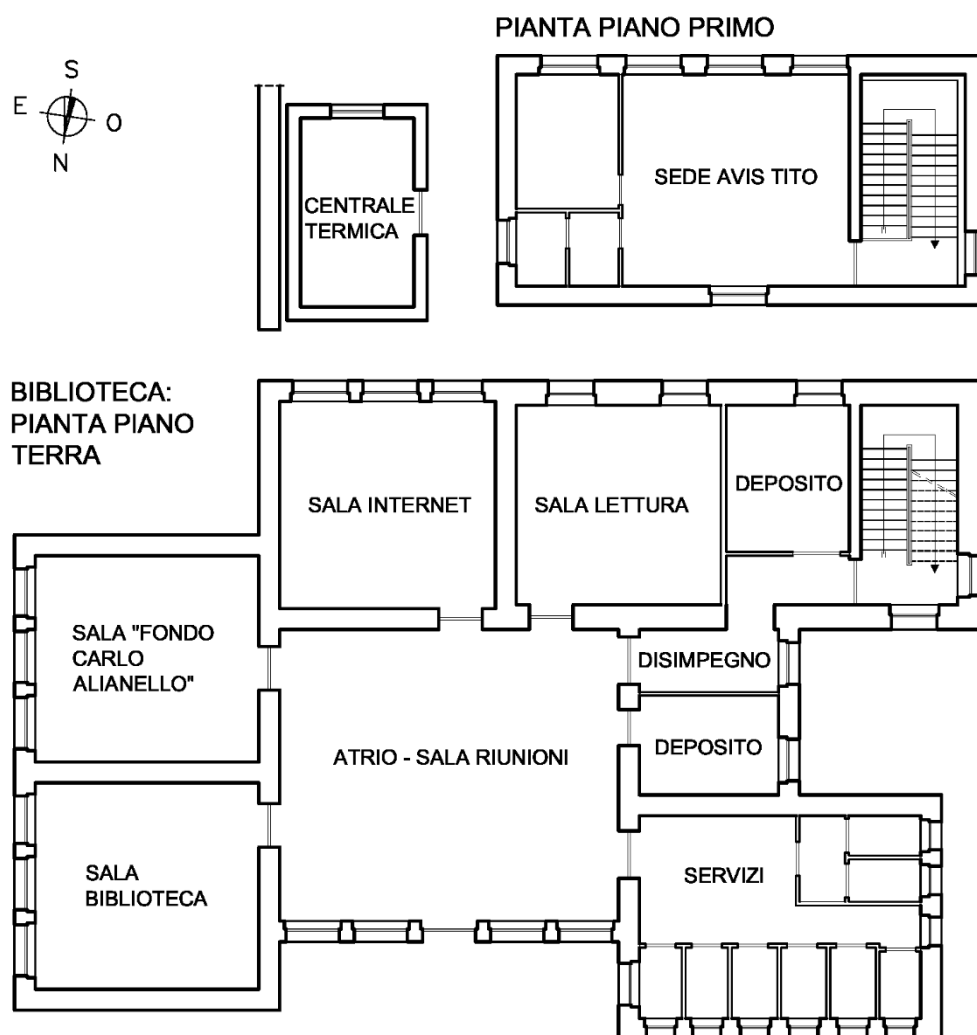 PIANTA PIANO PRIMO
S
E
O
N
CENTRALE
TERMICA
SEDE AVIS TITO
BIBLIOTECA:
PIANTA PIANO
TERRA
SALA INTERNET
SALA LETTURA
DEPOSITO
SALA "FONDO
CARLO
ALIANELLO"
DISIMPEGNO
ATRIO - SALA RIUNIONI
DEPOSITO
SALA
BIBLIOTECA
SERVIZI